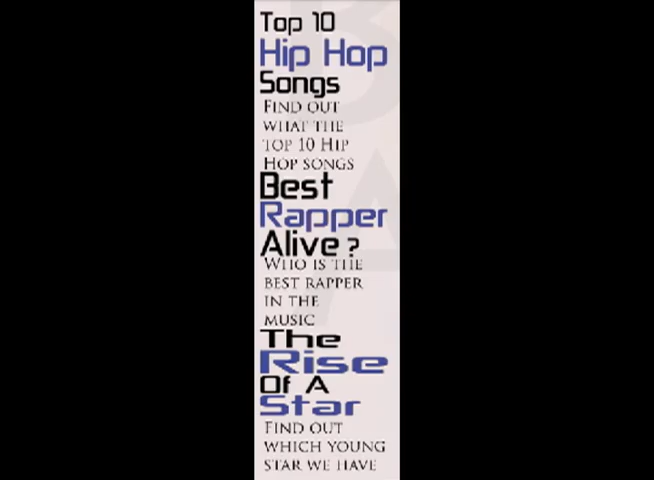 Top 10
Hip Hop
Songs
Find out
what the
top 10 Hip
Hop songs
Best
Rapper
Alive ?
Who is the
best rapper
in the
music
The
Rise
Of A
Star
Find out
which young
star we have